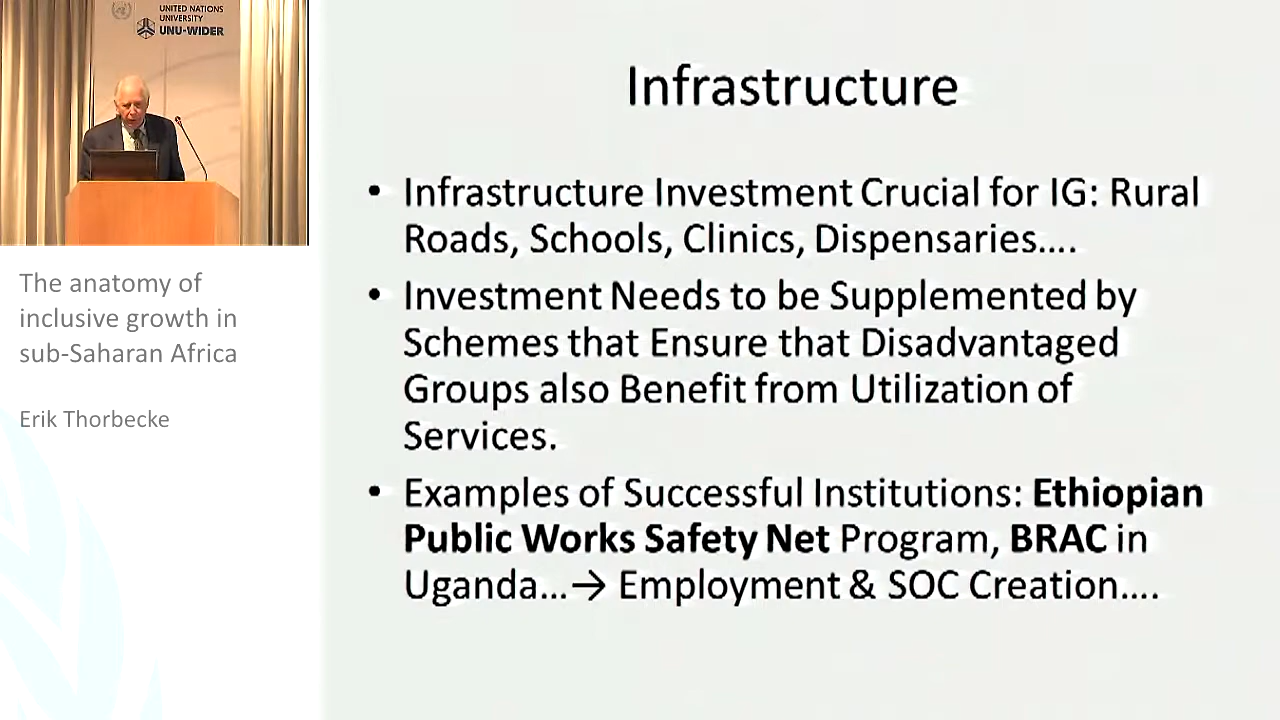 UNITED NATIONS
UNIVERSITY
UNU-WIDER
The anatomy of
inclusive growth in
sub-Saharan Africa
Erik Thorbecke
Infrastructure
• Infrastructure Investment Crucial for IG: Rural
Roads, Schools, Clinics, Dispensaries….
• Investment Needs to be Supplemented by
Schemes that Ensure that Disadvantaged
Groups also Benefit from Utilization of
Services.
• Examples of Successful Institutions: Ethiopian
Public Works Safety Net Program, BRAC in
Uganda…→ Employment & SOC Creation….